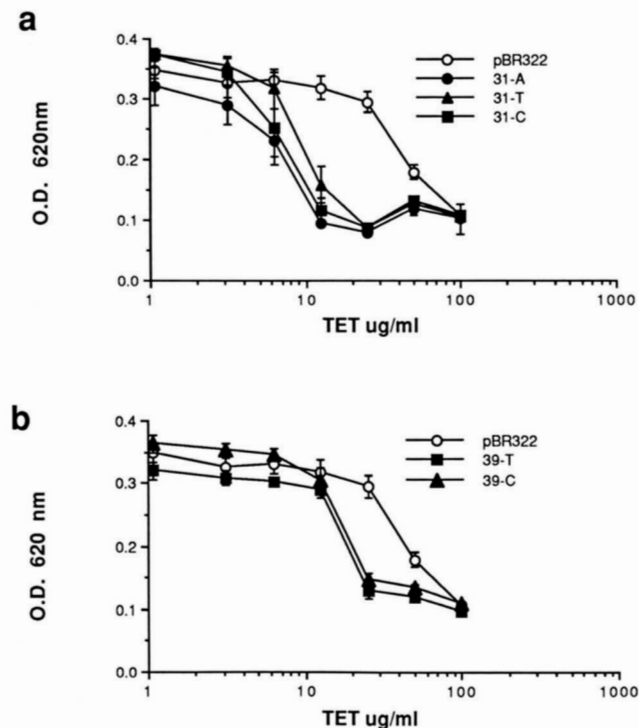 a
0.4
0.3
0.2
0.1
0.0
O.D. 620nm
pBR322
31-A
31-T
31-C
1 10 100 1000
TET ug/ml
b
0.4
0.3
0.2
0.1
0.0
O.D. 620 nm
pBR322
39-T
39-C
1 10 100 1000
TET ug/ml